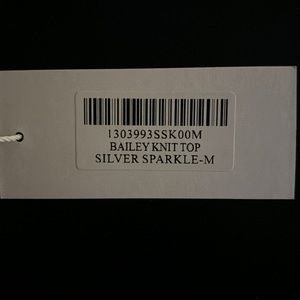 1303993SSK00M
BAILEY KNIT TOP
SILVER SPARKLE-M